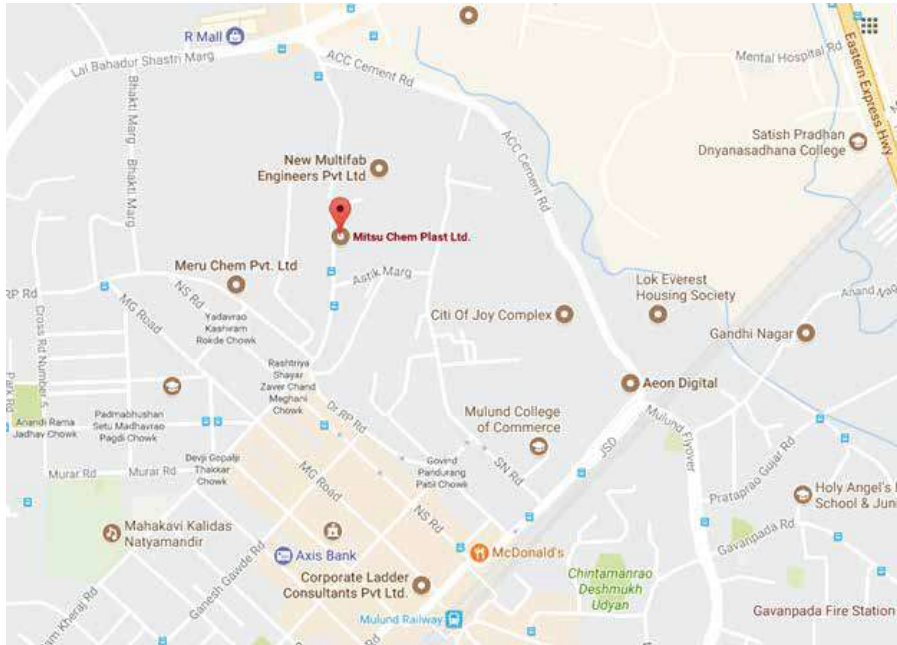 R Mall
Lal Bahadur Shastri Marg
ACC Cement Rd
Mental Hospital Rd
Eastern Express Hwy
Bhakti Marg
Bhakti Marg
Satish Pradhan
Dnyanasadhana College
ACC Cement Rd
New Multifab
Engineers Pvt Ltd
Mitsu Chem Plast Ltd.
Meru Chem Pvt. Ltd
Astik Marg
Lok Everest
Housing Society
RP Rd
MG Road
NS Rd
Anand Nag
Cross Rd Number 5
Yadavrao
Kashiram
Rokde Chowk
Citi Of Joy Complex
Gandhi Nagar
Rashtriya
Shayar
Zaver Chand
Meghani
Chowk
Aeon Digital
Park Rd
Anandi Rama
Jadhav Chowk
Padmabhushan
Setu Madhavrao
Pagdi Chowk
Dr RP Rd
Mulund College
of Commerce
Mulund Flyover
JSD
Murar Rd
Murar Rd
Devji Gopalji
Thakkar
Chowk
MG Road
Govind
Pandurang
Patil Chowk
SN Rd
Prataprao Gujar Rd
Holy Angel's
School & Juni
Mahakavi Kalidas
Natyamandir
NS Rd
Gavanpada Rd
Ganesh Gawde Rd
Axis Bank
McDonald's
Corporate Ladder
Consultants Pvt Ltd.
Chintamanrao
Deshmukh
Udyan
Gavanpada Fire Station
Kheraj Rd
Mulund Railway